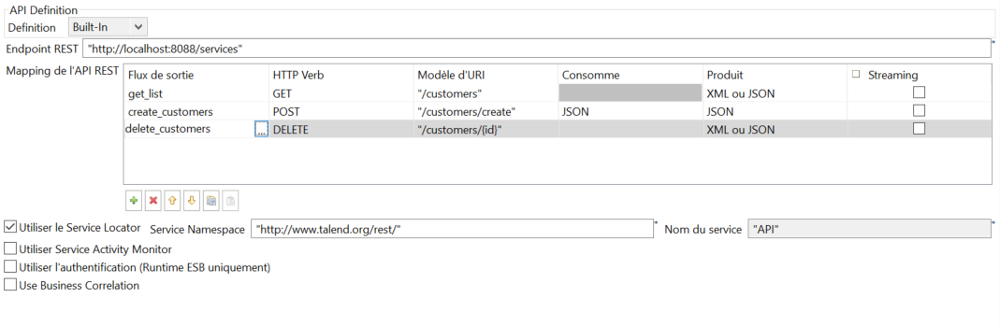 API Definition
Definition Built-In
Endpoint REST "http://localhost:8088/services" *
Mapping de l'API REST Flux de sortie HTTP Verb Modèle d'URI Consomme Produit Streaming
get_list GET "/customers" XML ou JSON
create_customers POST "/customers/create" JSON JSON
delete_customers ... DELETE "/customers/{id}" XML ou JSON
Utiliser le Service Locator Service Namespace "http://www.talend.org/rest/" * Nom du service "API" *
Utiliser Service Activity Monitor
Utiliser l'authentification (Runtime ESB uniquement)
Use Business Correlation